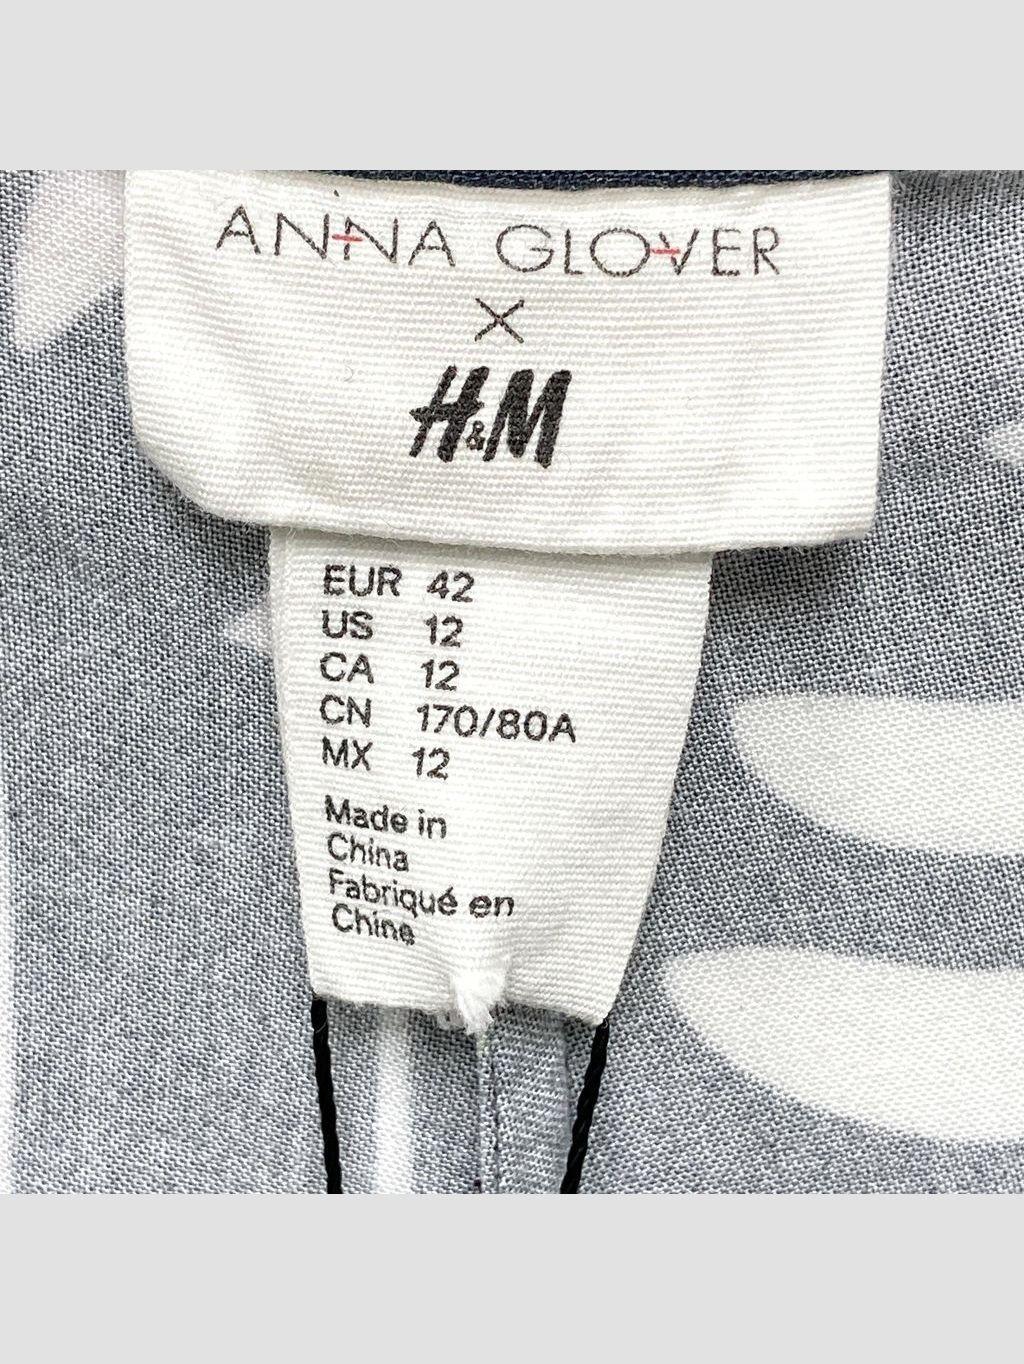 ANNA GLOVER
X
H&M
EUR 42
US 12
CA 12
CN 170/80A
MX 12
Made in
China
Fabriqué en
Chine